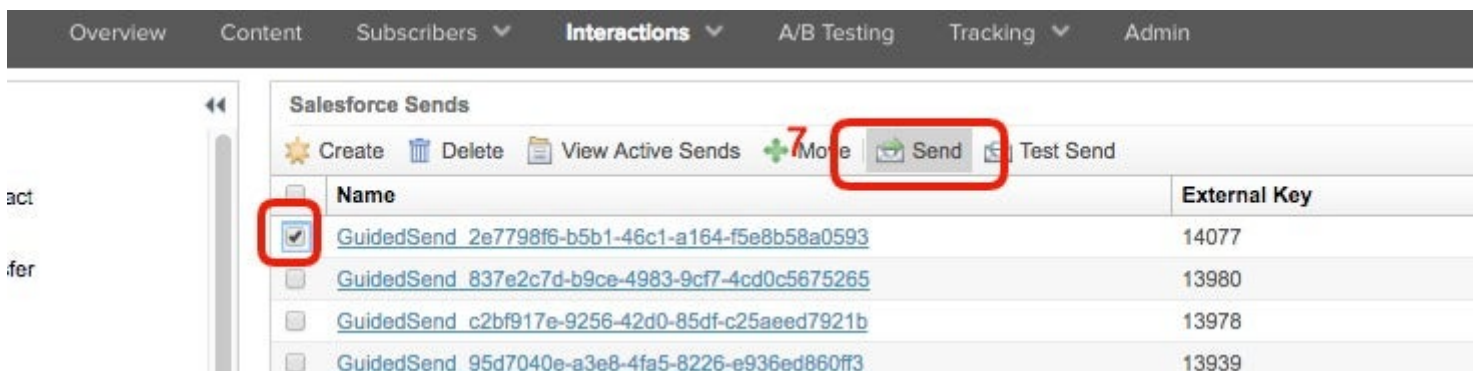 Overview Content Subscribers Interactions A/B Testing Tracking Admin
Salesforce Sends
Create Delete View Active Sends 7 Move Send Test Send
act
Name External Key
GuidedSend_2e7798f6-b5b1-46c1-a164-f5e8b58a0593 14077
fer
GuidedSend_837e2c7d-b9ce-4983-9cf7-4cd0c5675265 13980
GuidedSend_c2bf917e-9256-42d0-85df-c25aeed7921b 13978
GuidedSend_95d7040e-a3e8-4fa5-8226-e936ed860ff3 13939